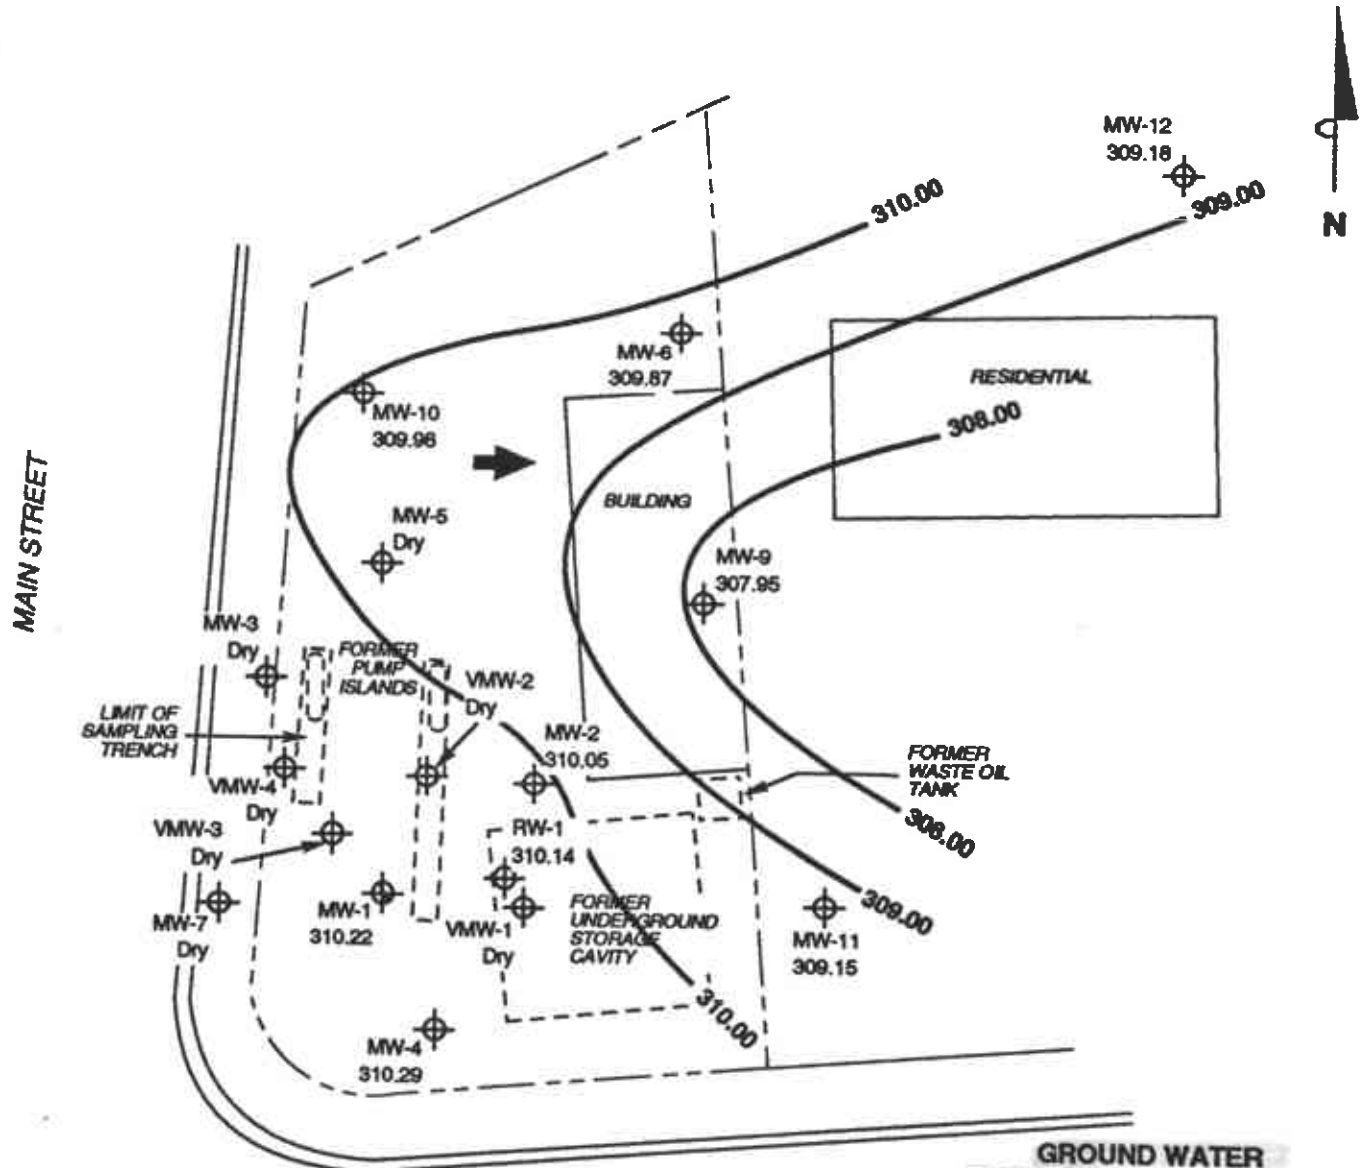 MW-12
309.18
310.00
309.00
N
MW-6
309.87
RESIDENTIAL
308.00
MW-10
309.98
MAIN STREET
BUILDING
MW-5
Dry
MW-9
307.95
MW-3
Dry
FORMER
PUMP
ISLANDS
VMW-2
Dry
LIMIT OF
SAMPLING
TRENCH
MW-2
310.05
FORMER
WASTE OIL
TANK
VMW-4
Dry
308.00
VMW-3
Dry
RW-1
310.14
MW-1
310.22
VMW-1
Dry
FORMER
UNDERGROUND
STORAGE
CAVITY
309.00
MW-7
Dry
MW-11
309.15
310.00
MW-4
310.29
GROUND WATER